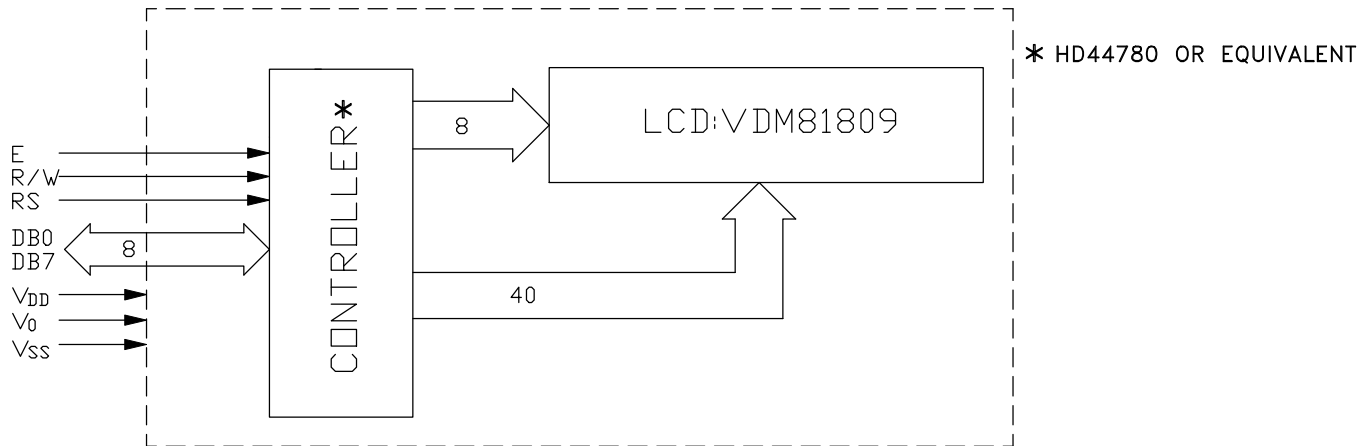 * HD44780 OR EQUIVALENT
LCD:VDM81809
CONTROLLER*
8
E
R/W
RS
DB0
DB7
8
40
VDD
V0
VSS